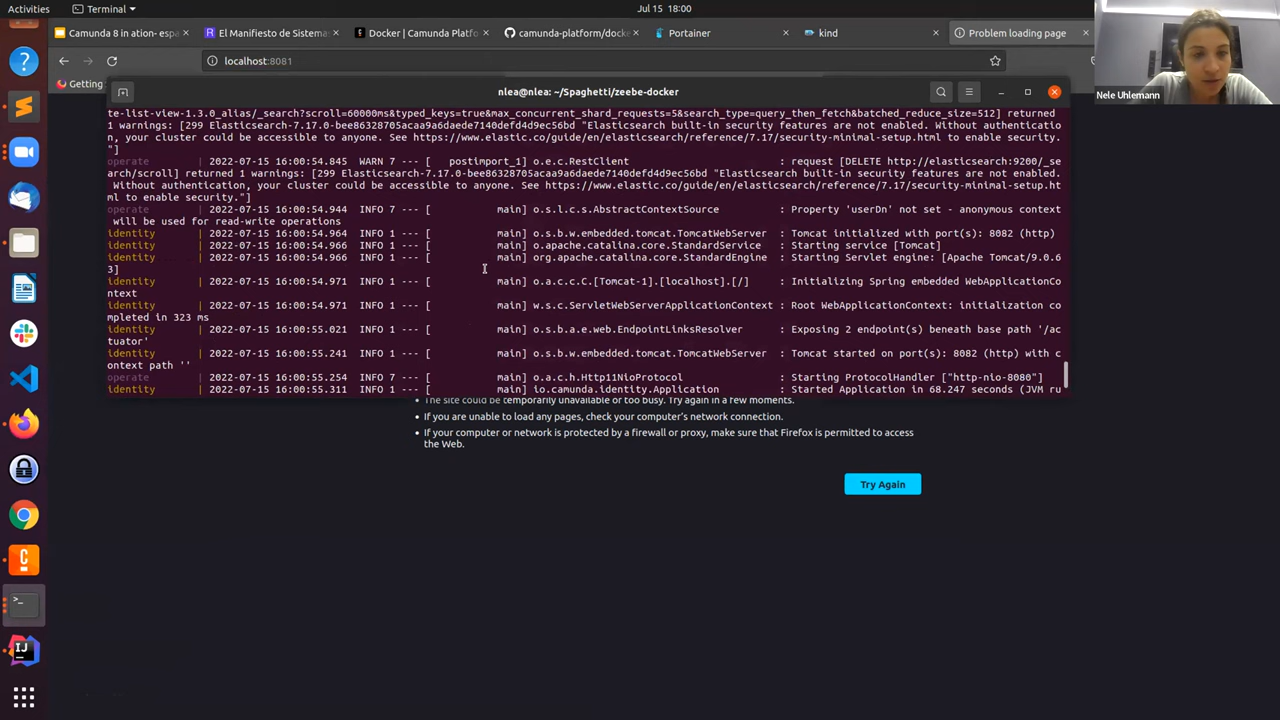 Activities
Terminal
Jul 15 18:00
Camunda 8 in ation- espa
El Manifiesto de Sistema
Docker | Camunda Platfo
camunda-platform/docke
Portainer
kind
Problem loading page
localhost:8081
Getting
Nele Uhlemann
nlea@nlea: ~/Spaghetti/zeebe-docker
te-list-view-1.3.0_alias/_search?scroll=60000ms&typed_keys=true&max_concurrent_shard_requests=5&search_type=query_then_fetch&batched_reduce_size=512] returned
1 warnings: [299 Elasticsearch-7.17.0-bee86328705acaa9a6daede7140defd4d9ec56bd "Elasticsearch built-in security features are not enabled. Without authenticatio
n, your cluster could be accessible to anyone. See https://www.elastic.co/guide/en/elasticsearch/reference/7.17/security-minimal-setup.html to enable security.
"]
operate | 2022-07-15 16:00:54.845 WARN 7 --- [ postimport_1] o.e.c.RestClient : request [DELETE http://elasticsearch:9200/_se
arch/scroll] returned 1 warnings: [299 Elasticsearch-7.17.0-bee86328705acaa9a6daede7140defd4d9ec56bd "Elasticsearch built-in security features are not enabled.
Without authentication, your cluster could be accessible to anyone. See https://www.elastic.co/guide/en/elasticsearch/reference/7.17/security-minimal-setup.ht
ml to enable security."]
operate | 2022-07-15 16:00:54.944 INFO 7 --- [ main] o.s.l.c.s.AbstractContextSource : Property 'userDn' not set - anonymous context
will be used for read-write operations
identity | 2022-07-15 16:00:54.964 INFO 1 --- [ main] o.s.b.w.embedded.tomcat.TomcatWebServer : Tomcat initialized with port(s): 8082 (http)
identity | 2022-07-15 16:00:54.966 INFO 1 --- [ main] o.apache.catalina.core.StandardService : Starting service [Tomcat]
identity | 2022-07-15 16:00:54.966 INFO 1 --- [ main] org.apache.catalina.core.StandardEngine : Starting Servlet engine: [Apache Tomcat/9.0.6
3]
identity | 2022-07-15 16:00:54.971 INFO 1 --- [ main] o.a.c.c.C.[Tomcat-1].[localhost].[/] : Initializing Spring embedded WebApplicationCo
ntext
identity | 2022-07-15 16:00:54.971 INFO 1 --- [ main] w.s.c.ServletWebServerApplicationContext : Root WebApplicationContext: initialization co
mpleted in 323 ms
identity | 2022-07-15 16:00:55.021 INFO 1 --- [ main] o.s.b.a.e.web.EndpointLinksResolver : Exposing 2 endpoint(s) beneath base path '/ac
tuator'
identity | 2022-07-15 16:00:55.241 INFO 1 --- [ main] o.s.b.w.embedded.tomcat.TomcatWebServer : Tomcat started on port(s): 8082 (http) with c
ontext path ''
operate | 2022-07-15 16:00:55.254 INFO 7 --- [ main] o.a.c.h.Http11NioProtocol : Starting ProtocolHandler ["http-nio-8080"]
identity | 2022-07-15 16:00:55.311 INFO 1 --- [ main] io.camunda.identity.Application : Started Application in 68.247 seconds (JVM ru
The site could be temporarily unavailable or too busy. Try again in a few moments.
If you are unable to load any pages, check your computer's network connection.
If your computer or network is protected by a firewall or proxy, make sure that Firefox is permitted to access
the Web.
Try Again